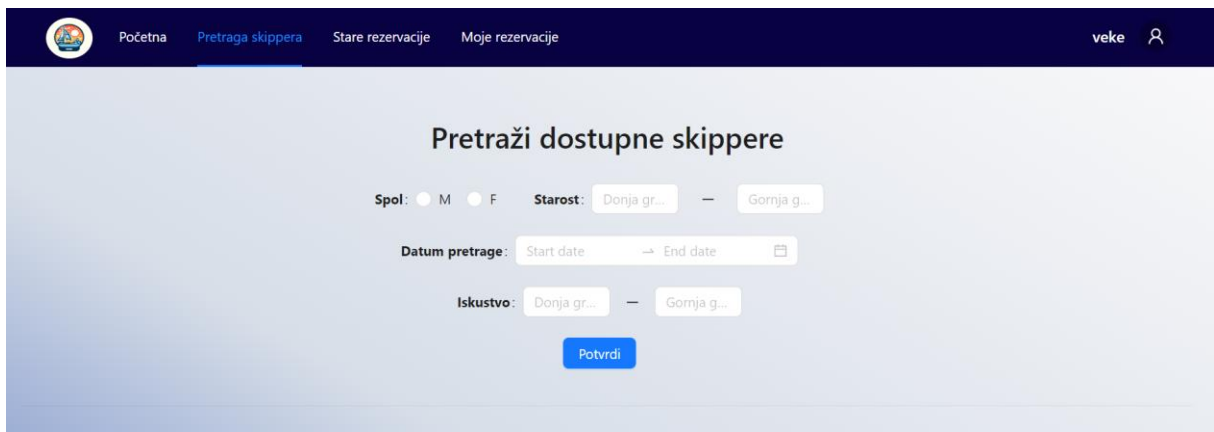 Početna Pretraga skippera Stare rezervacije Moje rezervacije veke
Pretraži dostupne skippere
Spol: M F Starost: Donja gr... — Gornja g...
Datum pretrage: Start date → End date
Iskustvo: Donja gr... — Gornja g...
Potvrdi